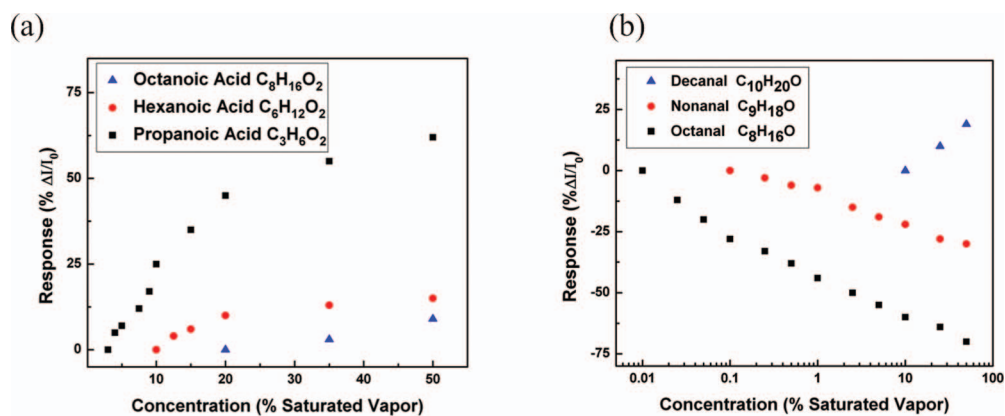 (a)
Octanoic Acid C₈H₁₆O₂
Hexanoic Acid C₆H₁₂O₂
Propanoic Acid C₃H₆O₂
75
50
25
0
10
20
30
40
50
Response (% ΔI/I₀)
Concentration (% Saturated Vapor)
(b)
Decanal C₁₀H₂₀O
Nonanal C₉H₁₈O
Octanal C₈H₁₆O
25
0
-25
-50
-75
0.01
0.1
1
10
100
Response (%ΔI/I₀)
Concentration (% Saturated Vapor)